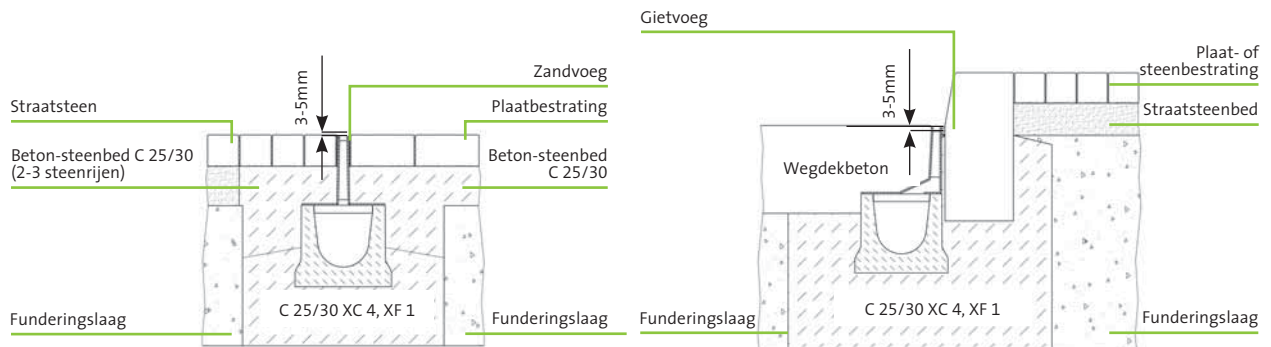 3-5mm
Zandvoeg
Straatsteen
Plaatbestrating
Beton-steenbed C 25/30
(2-3 steenrijen)
Beton-steenbed
C 25/30
C 25/30 XC 4, XF 1
Funderingslaag
Funderingslaag
Gietvoeg
3-5mm
Plaat- of
steenbestrating
Straatsteenbed
Wegdekbeton
C 25/30 XC 4, XF 1
Funderingslaag
Funderingslaag